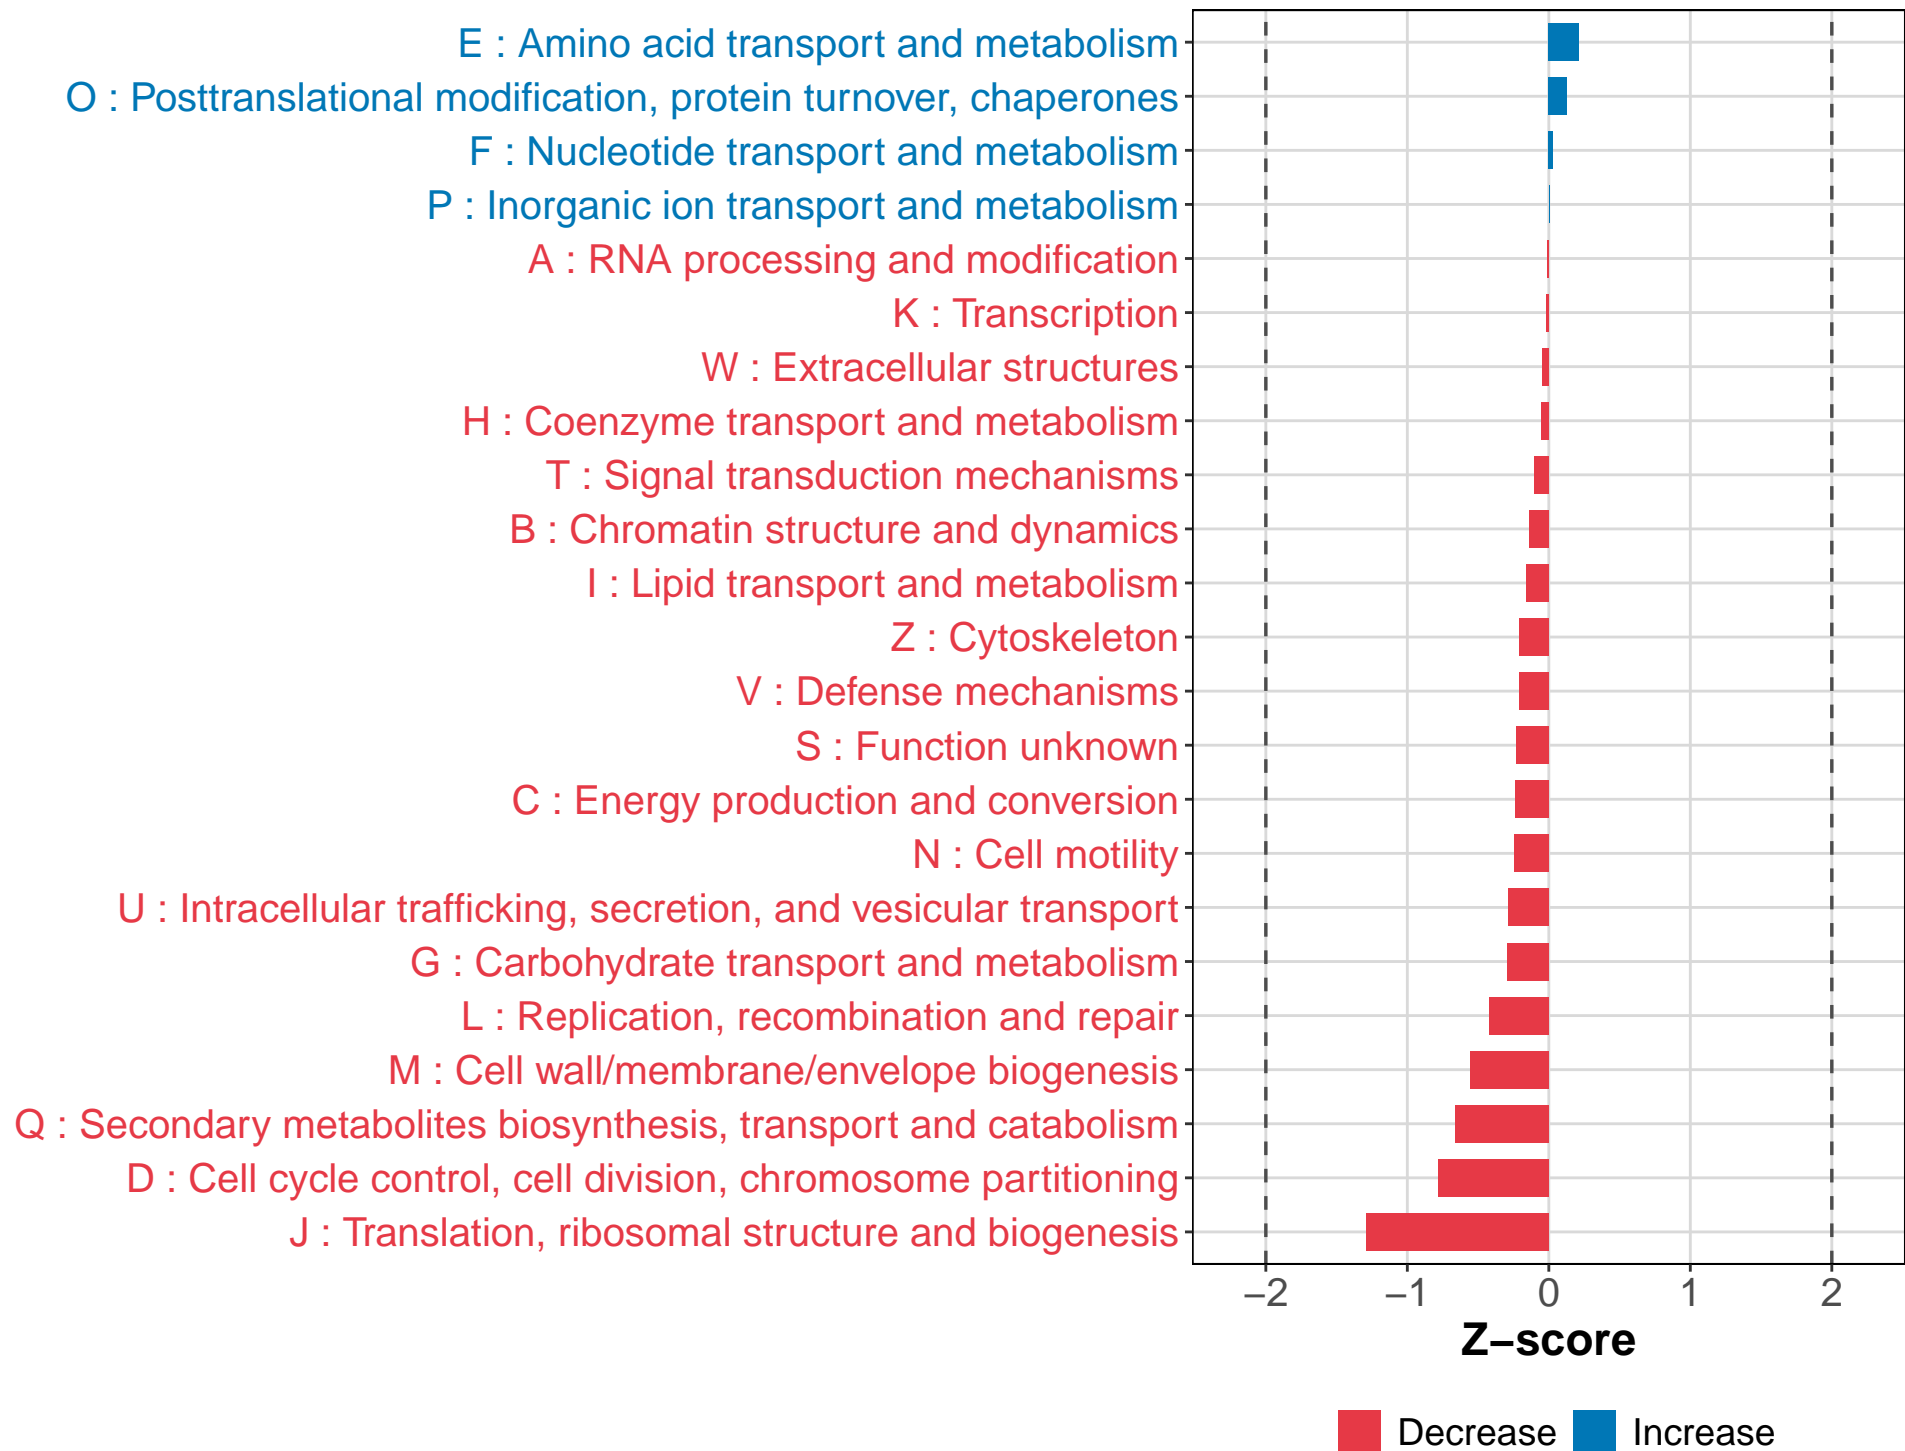 E : Amino acid transport and metabolism
O : Posttranslational modification, protein turnover, chaperones
F : Nucleotide transport and metabolism
P : Inorganic ion transport and metabolism
A : RNA processing and modification
K : Transcription
W : Extracellular structures
H : Coenzyme transport and metabolism
T : Signal transduction mechanisms
B : Chromatin structure and dynamics
I : Lipid transport and metabolism
Z : Cytoskeleton
V : Defense mechanisms
S : Function unknown
C : Energy production and conversion
N : Cell motility
U : Intracellular trafficking, secretion, and vesicular transport
G : Carbohydrate transport and metabolism
L : Replication, recombination and repair
M : Cell wall/membrane/envelope biogenesis
Q : Secondary metabolites biosynthesis, transport and catabolism
D : Cell cycle control, cell division, chromosome partitioning
J : Translation, ribosomal structure and biogenesis
−2 −1 0 1 2
Z−score
Decrease Increase